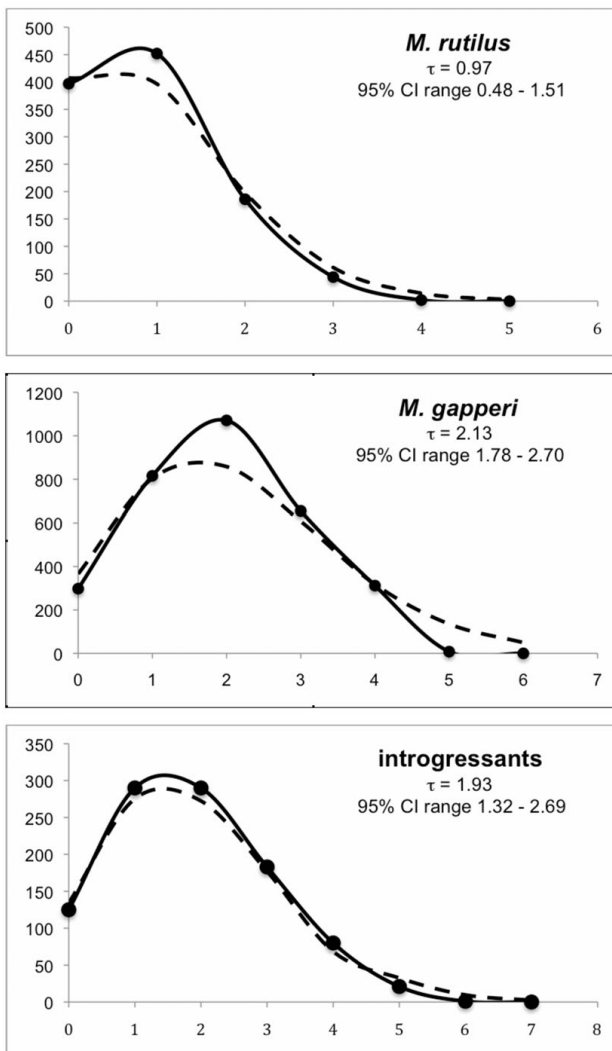 500
450
400
350
300
250
200
150
100
50
0
0 1 2 3 4 5 6
M. rutilus
τ = 0.97
95% CI range 0.48 - 1.51
1200
1000
800
600
400
200
0
0 1 2 3 4 5 6 7
M. gapperi
τ = 2.13
95% CI range 1.78 - 2.70
350
300
250
200
150
100
50
0
0 1 2 3 4 5 6 7 8
introgressants
τ = 1.93
95% CI range 1.32 - 2.69